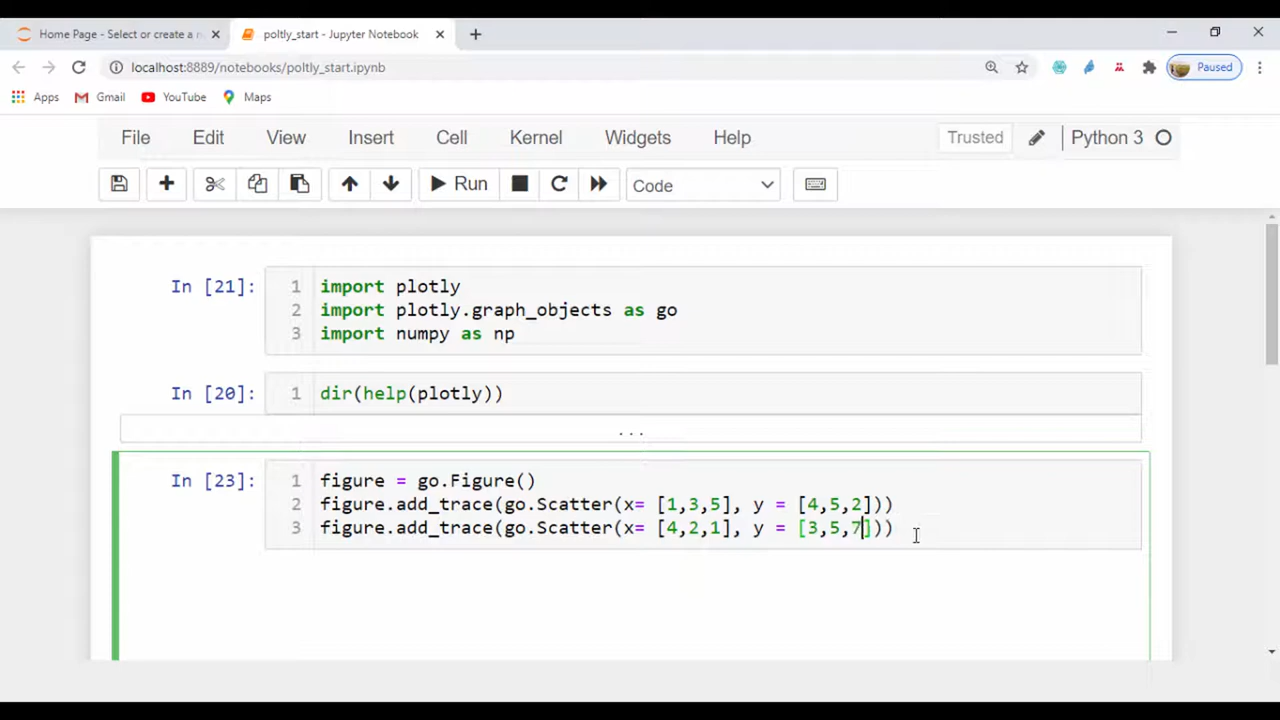 Home Page - Select or create a n
poltly_start - Jupyter Notebook
localhost:8889/notebooks/poltly_start.ipynb
Paused
Apps Gmail YouTube Maps
File Edit View Insert Cell Kernel Widgets Help Trusted Python 3
Run Code
In [21]:
1 import plotly
2 import plotly.graph_objects as go
3 import numpy as np
In [20]:
1 dir(help(plotly))
...
In [23]:
1 figure = go.Figure()
2 figure.add_trace(go.Scatter(x= [1,3,5], y = [4,5,2]))
3 figure.add_trace(go.Scatter(x= [4,2,1], y = [3,5,7]))